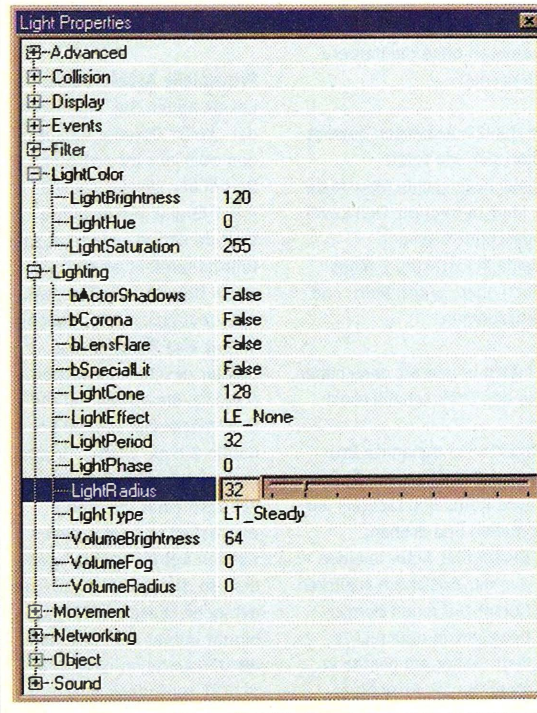 Light Properties
Advanced
Collision
Display
Events
Filter
LightColor
LightBrightness 120
LightHue 0
LightSaturation 255
Lighting
bActorShadows False
bCorona False
bLensFlare False
bSpecialLit False
LightCone 128
LightEffect LE_None
LightPeriod 32
LightPhase 0
LightRadius 32
LightType LT_Steady
VolumeBrightness 64
VolumeFog 0
VolumeRadius 0
Movement
Networking
Object
Sound